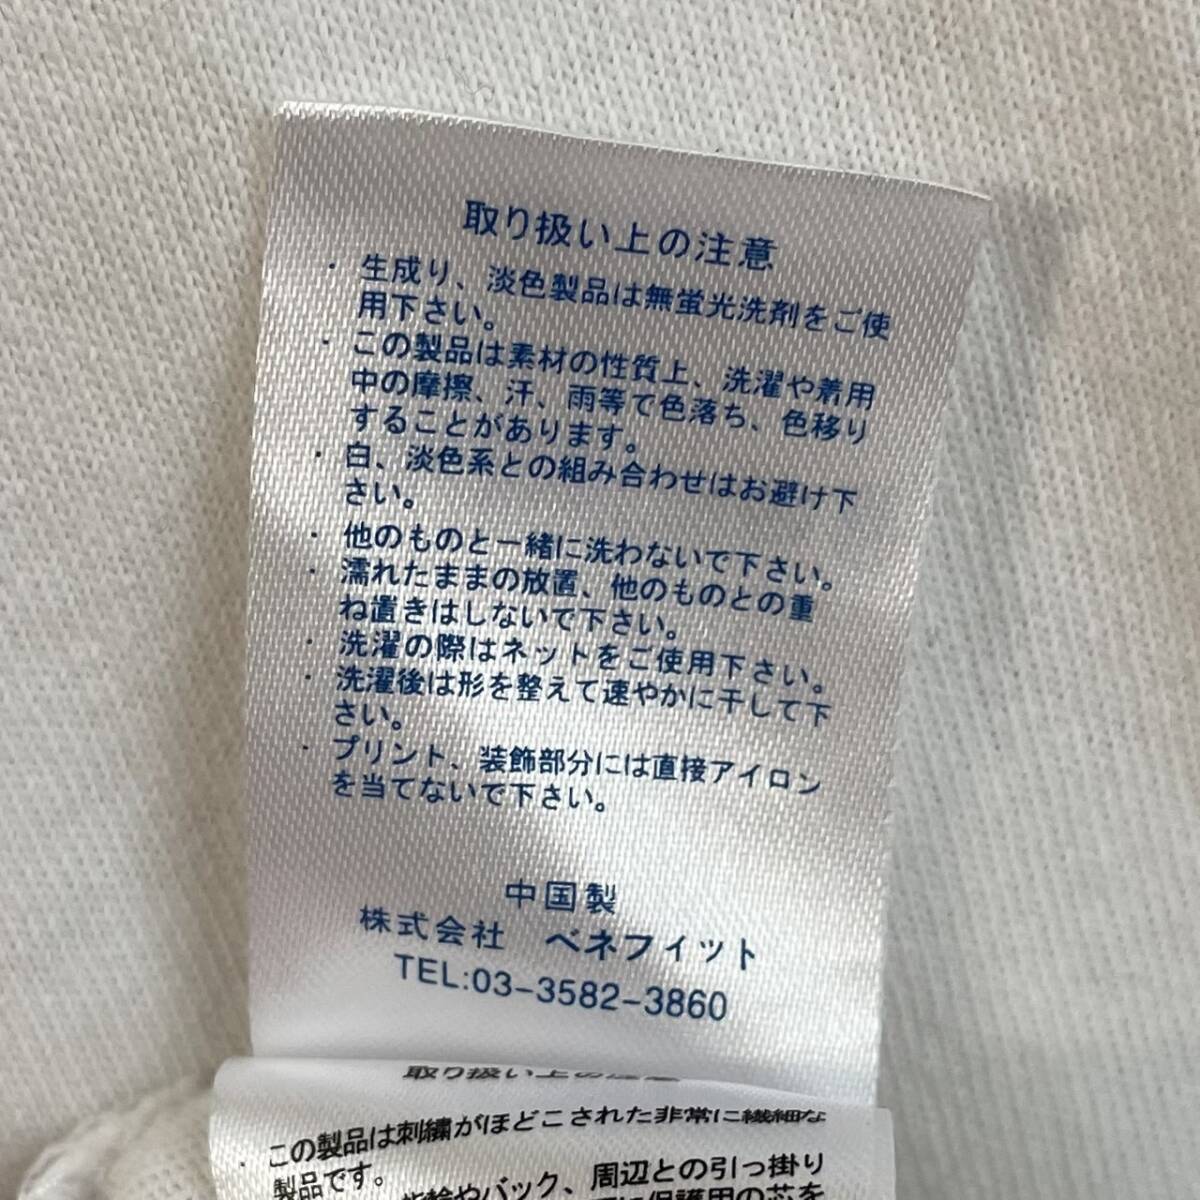 取り扱い上の注意
・生成り、淡色製品は無蛍光洗剤をご使
用下さい。
・この製品は素材の性質上、洗濯や着用
中の摩擦、汗、雨等で色落ち、色移り
することがあります。
・白、淡色系との組み合わせはお避け下
さい。
・他のものと一緒に洗わないで下さい。
・濡れたままの放置、他のものとの重
ね置きはしないで下さい。
・洗濯の際はネットをご使用下さい。
・洗濯後は形を整えて速やかに干して下
さい。
・プリント、装飾部分には直接アイロン
を当てないで下さい。
中国製
株式会社 ベネフィット
TEL:03-3582-3860
取り扱い上の注意
・この製品は刺繍がほどこされた非常に繊細な
製品です。
指輪やバック、周辺との引っ掛り
保護用の芯を